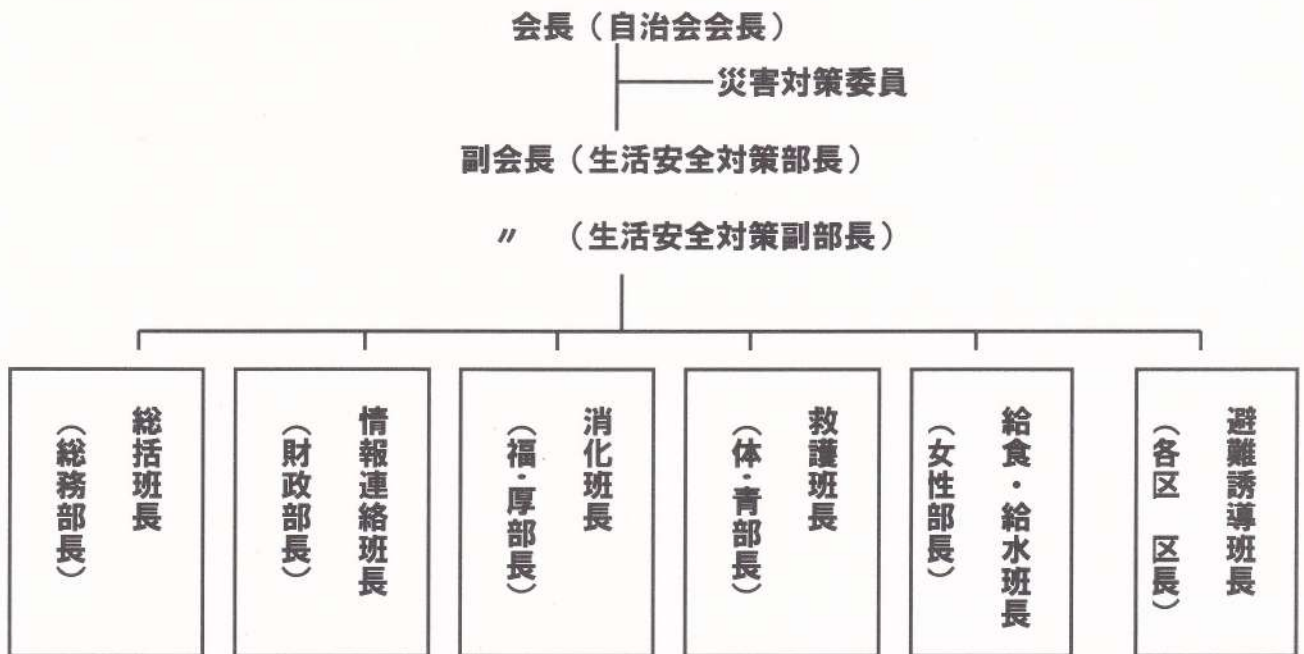 会長（自治会会長）
災害対策委員
副会長（生活安全対策部長）
〃　（生活安全対策副部長）
総括班長
（総務部長）
情報連絡班長
（財政部長）
消化班長
（福・厚部長）
救護班長
（体・青部長）
給食・給水班長
（女性部長）
避難誘導班長
（各区　区長）